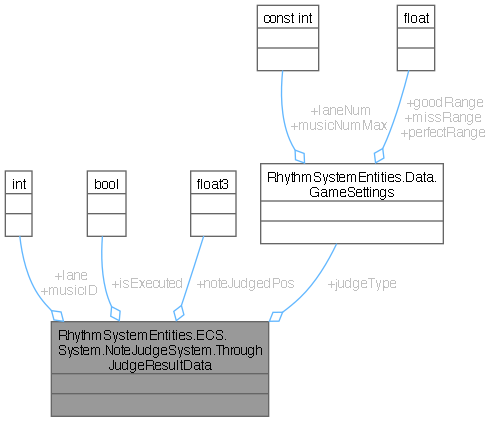 const int
float
+laneNum
+musicNumMax
+goodRange
+missRange
+perfectRange
int
bool
float3
RhythmSystemEntities.Data.
GameSettings
+lane
+musicID
+isExecuted
+noteJudgedPos
+judgeType
RhythmSystemEntities.ECS.
System.NoteJudgeSystem.Through
JudgeResultData